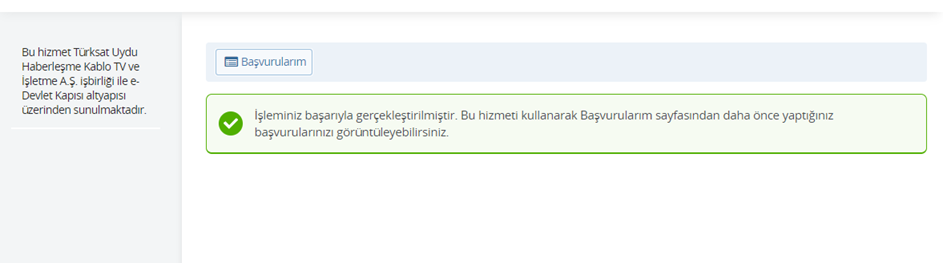 Bu hizmet Türksat Uydu
Haberleşme Kablo TV ve
İşletme A.Ş. işbirliği ile e-
Devlet Kapısı altyapısı
üzerinden sunulmaktadır.
Başvurularım
İşleminiz başarıyla gerçekleştirilmiştir. Bu hizmeti kullanarak Başvurularım sayfasından daha önce yaptığınız
başvurularınızı görüntüleyebilirsiniz.